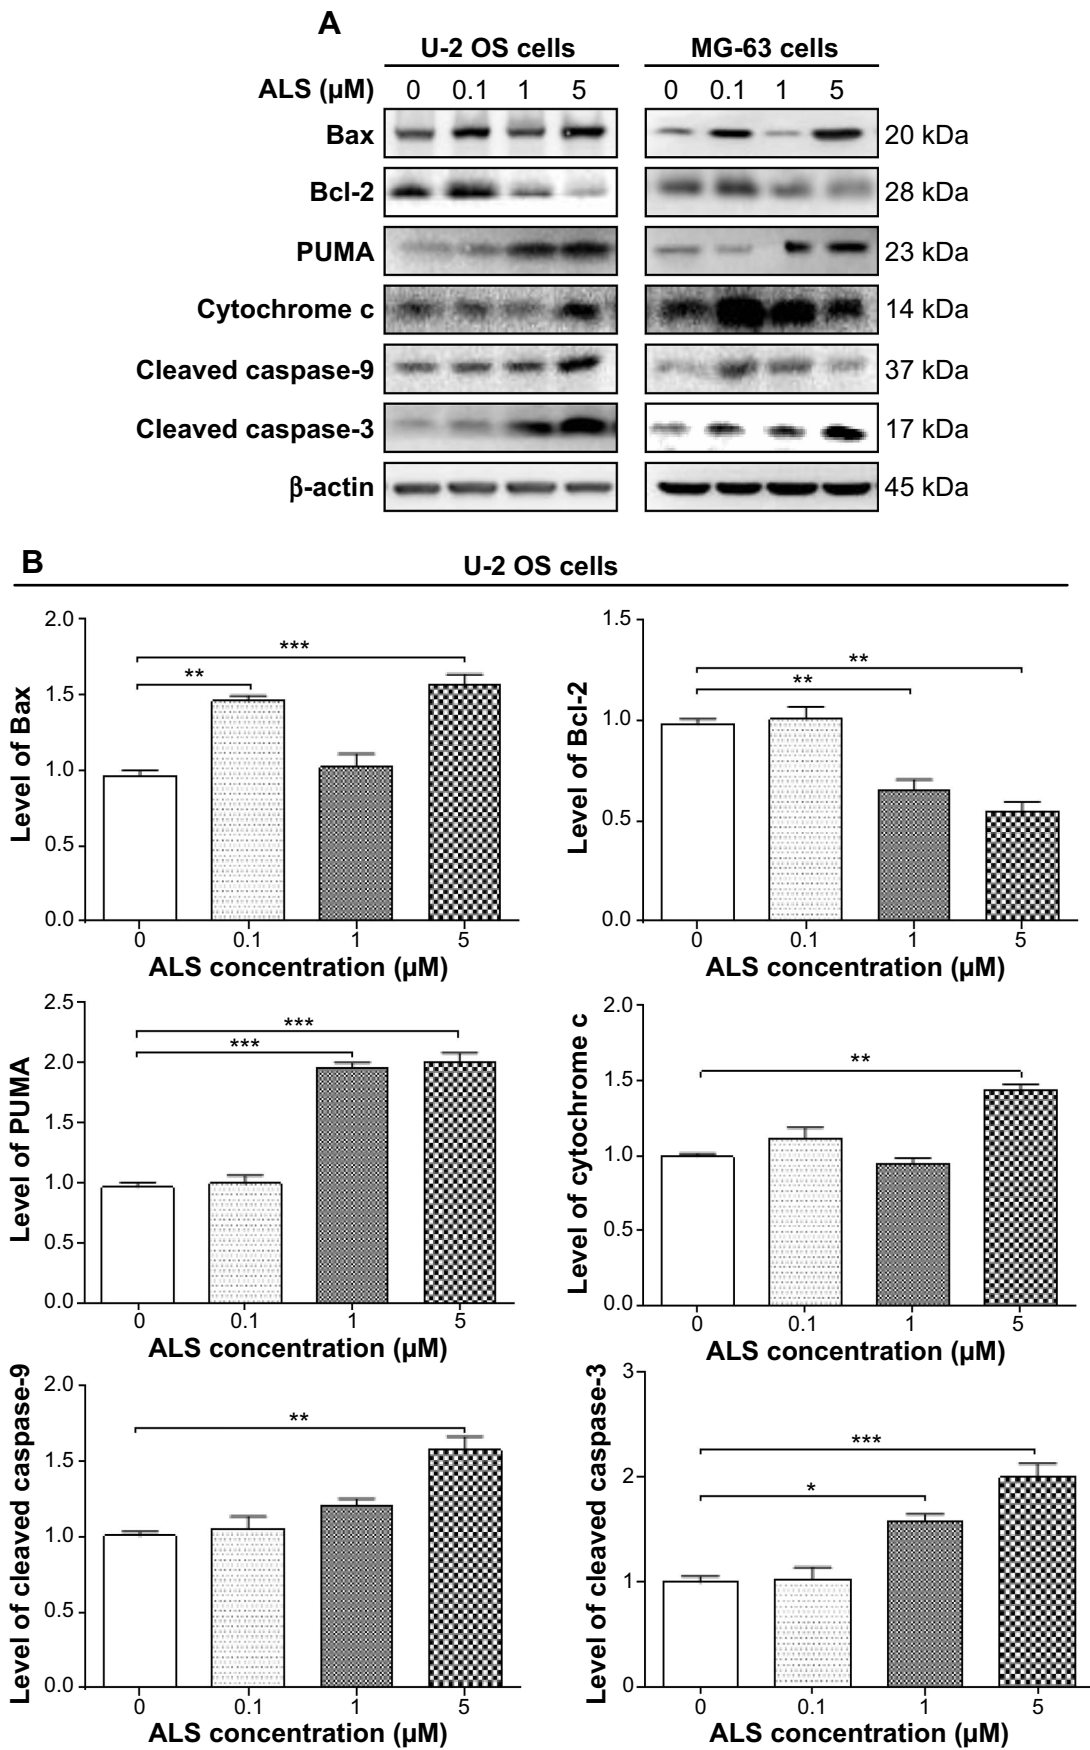 A
U-2 OS cells MG-63 cells
ALS (µM) 0 0.1 1 5 0 0.1 1 5
Bax 20 kDa
Bcl-2 28 kDa
PUMA 23 kDa
Cytochrome c 14 kDa
Cleaved caspase-9 37 kDa
Cleaved caspase-3 17 kDa
β-actin 45 kDa
B
U-2 OS cells
Level of Bax
2.0
1.5
1.0
0.5
0.0
***
**
0 0.1 1 5
ALS concentration (µM)
Level of Bcl-2
1.5
1.0
0.5
0.0
**
**
0 0.1 1 5
ALS concentration (µM)
Level of PUMA
2.5
2.0
1.5
1.0
0.5
0.0
***
***
0 0.1 1 5
ALS concentration (µM)
Level of cytochrome c
2.0
1.5
1.0
0.5
0.0
**
0 0.1 1 5
ALS concentration (µM)
Level of cleaved caspase-9
2.0
1.5
1.0
0.5
0.0
**
0 0.1 1 5
ALS concentration (µM)
Level of cleaved caspase-3
3
2
1
0
***
*
0 0.1 1 5
ALS concentration (µM)